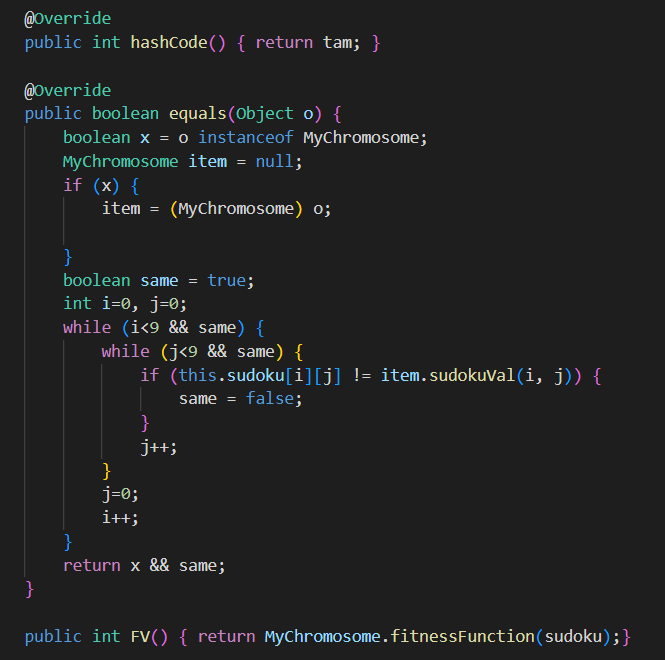 @Override
public int hashCode() { return tam; }
@Override
public boolean equals(Object o) {
boolean x = o instanceof MyChromosome;
MyChromosome item = null;
if (x) {
item = (MyChromosome) o;
}
boolean same = true;
int i=0, j=0;
while (i<9 && same) {
while (j<9 && same) {
if (this.sudoku[i][j] != item.sudokuVal(i, j)) {
same = false;
}
j++;
}
j=0;
i++;
}
return x && same;
}
public int FV() { return MyChromosome.fitnessFunction(sudoku);}